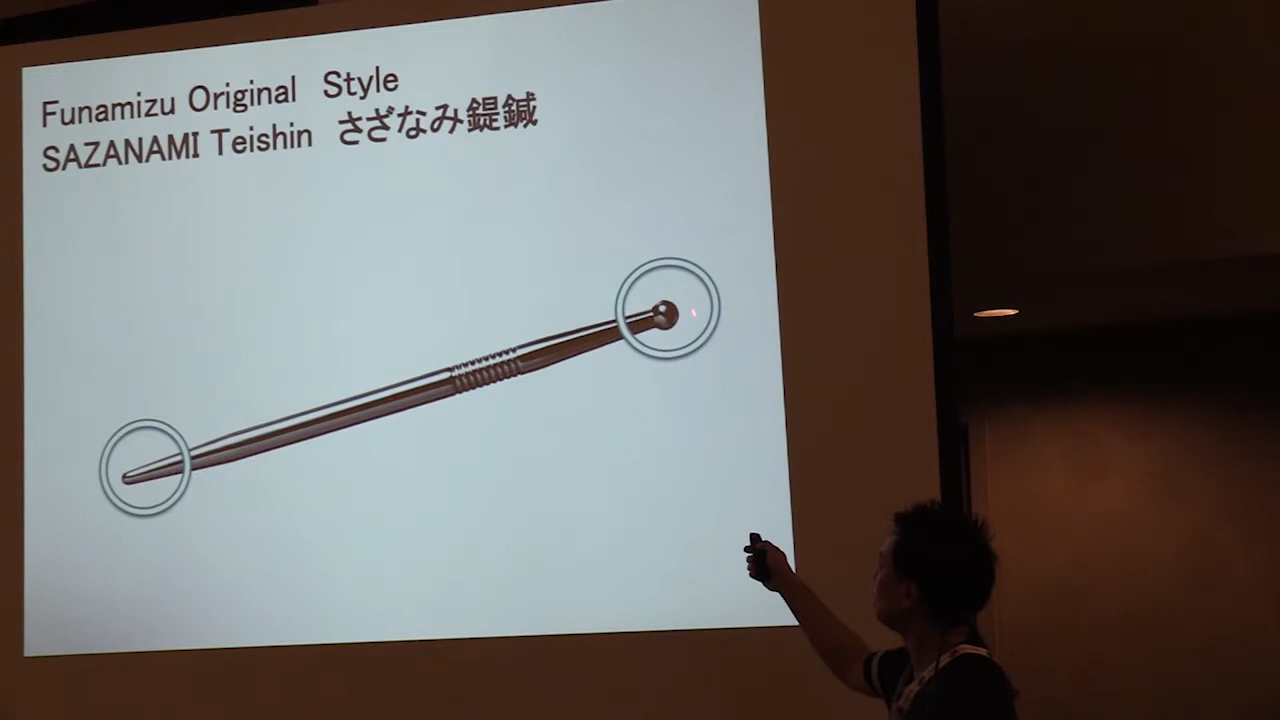 Funamizu Original　Style
SAZANAMI Teishin　さざなみ鍉鍼